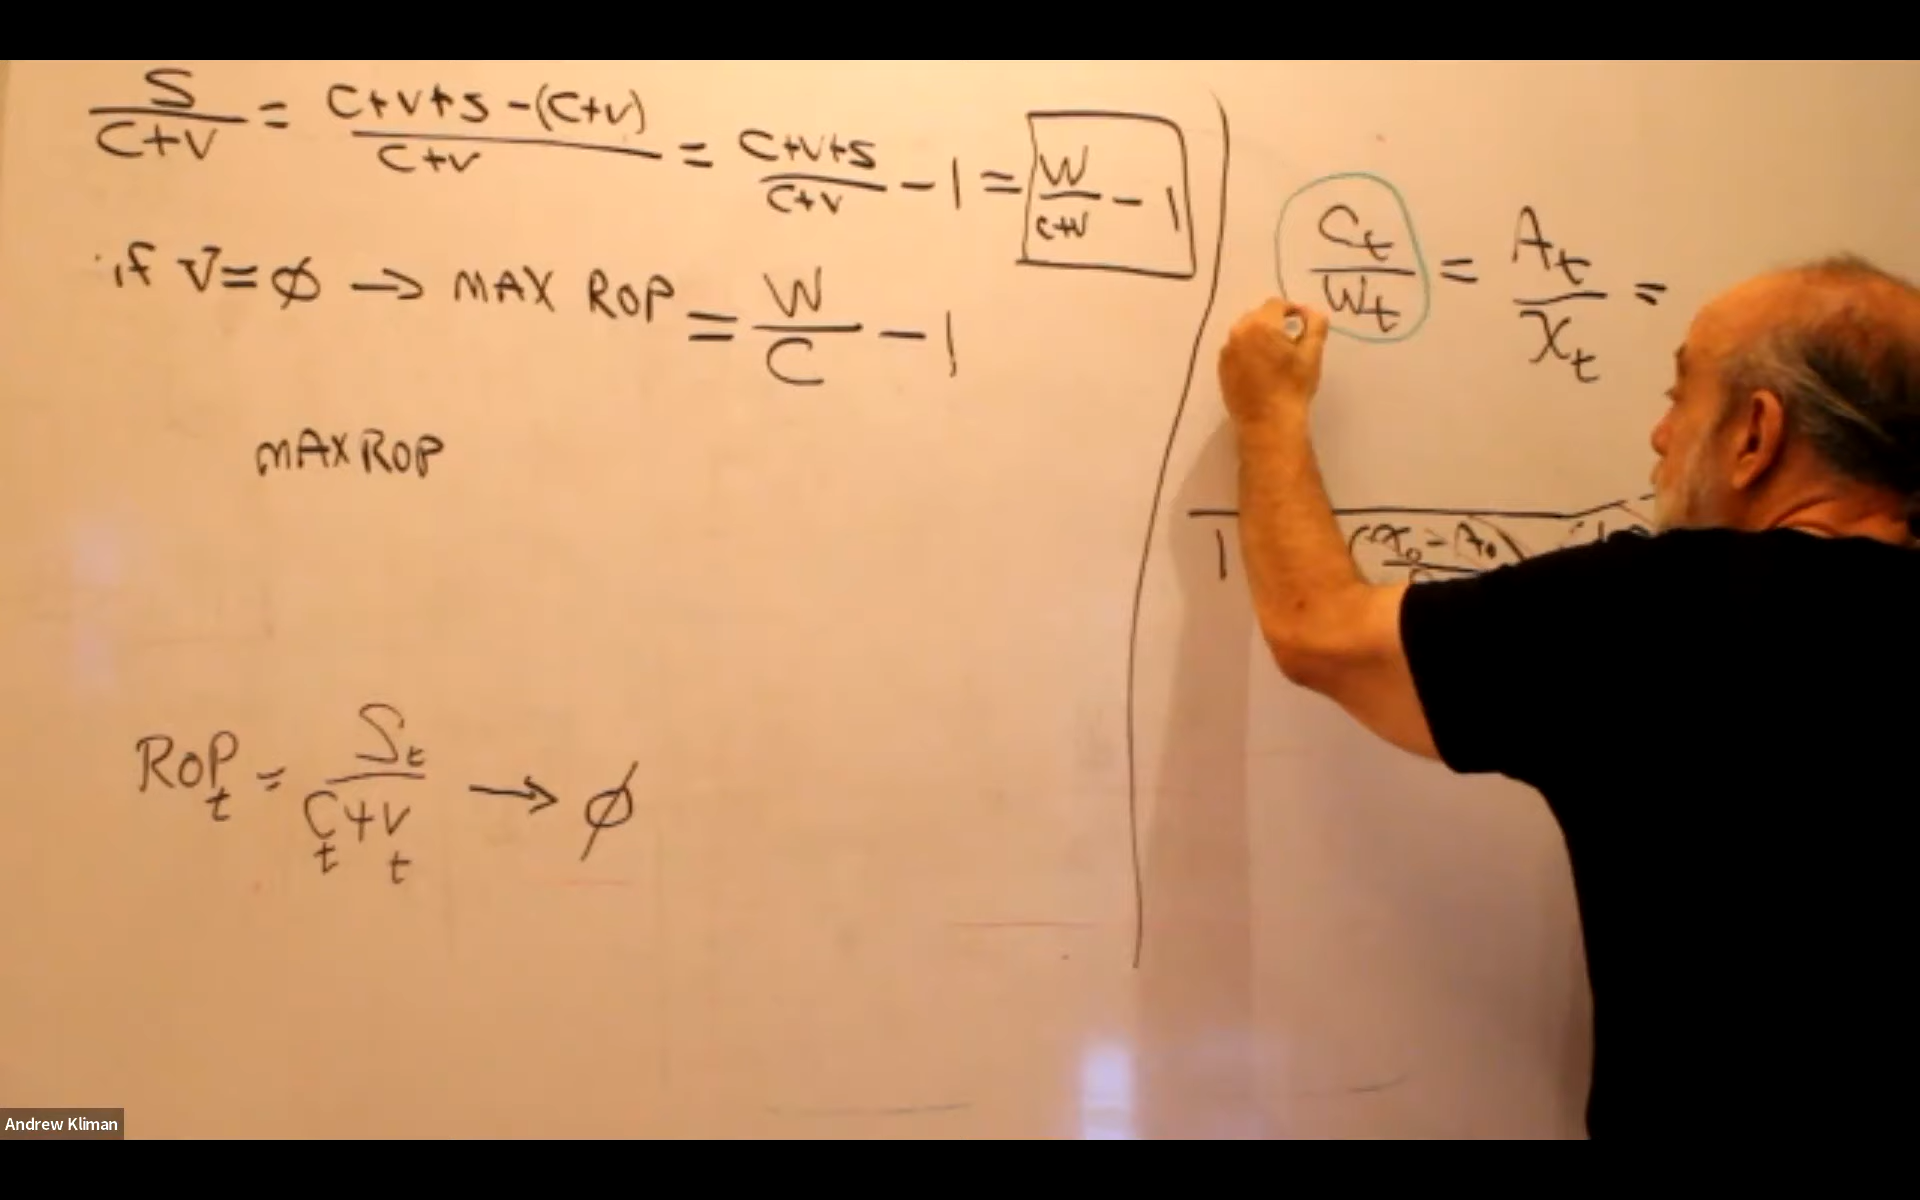 S/(C+V) = (C+V+S-(C+V))/(C+V) = (C+V+S)/(C+V) - 1 = W/(C+V) - 1
if V=ϕ → MAX ROP = W/C - 1
MAX ROP
ROP_t = S_t/(C_t+V_t) → ϕ
C_t/W_t = A_t/X_t =
1
Andrew Kliman